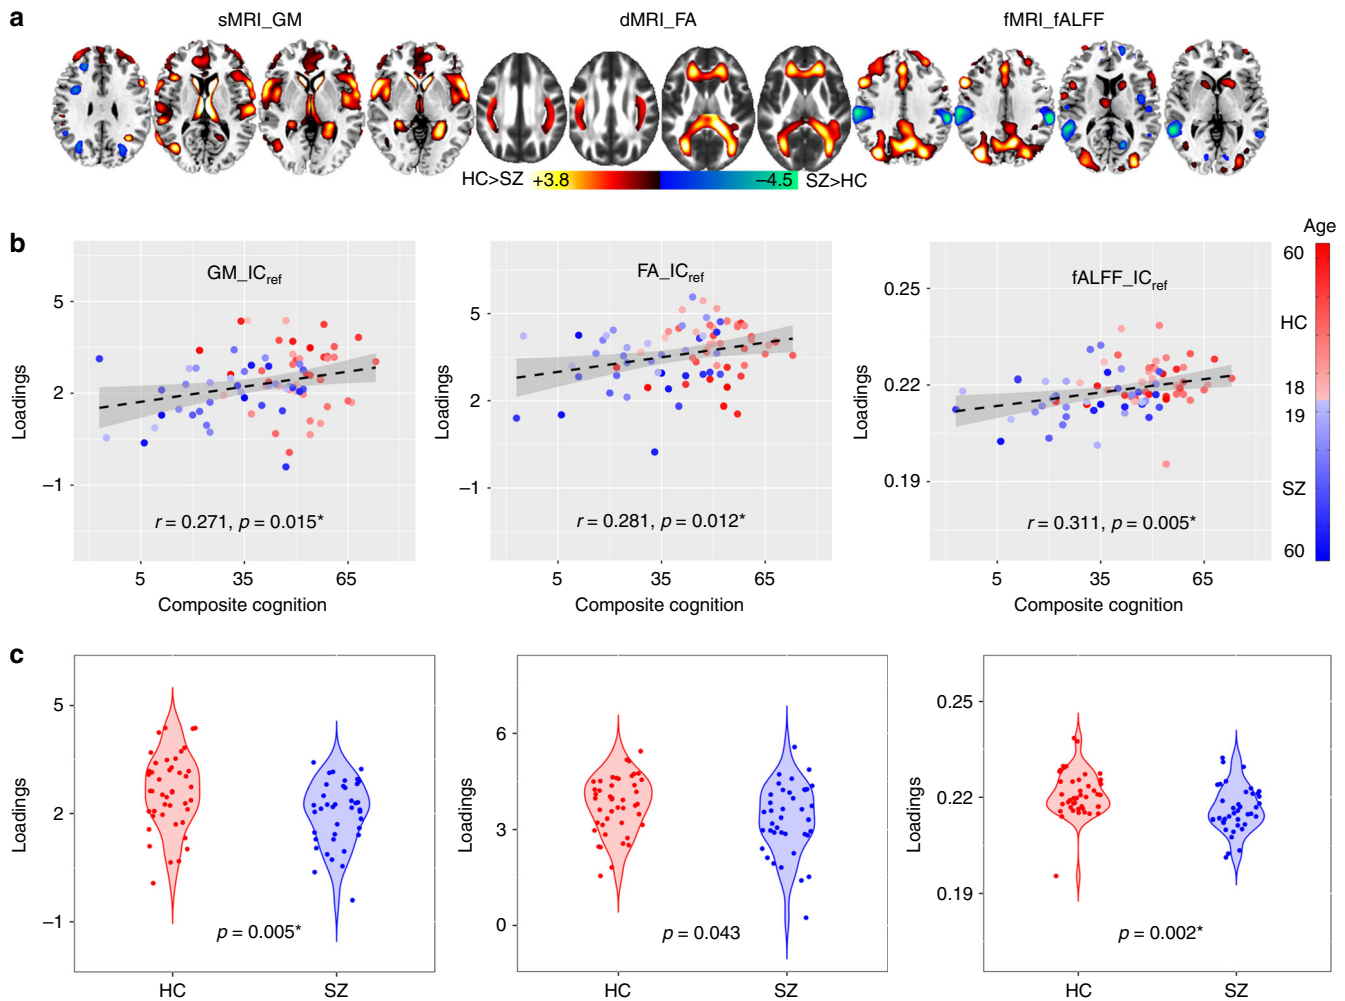 a
sMRI_GM
dMRI_FA
fMRI_fALFF
HC>SZ +3.8 −4.5 SZ>HC
b
Age
GM_ICref
FA_ICref
fALFF_ICref
60
HC
18
19
SZ
60
Loadings
5
2
−1
r = 0.271, p = 0.015*
5 35 65
Composite cognition
Loadings
5
2
−1
r = 0.281, p = 0.012*
5 35 65
Composite cognition
Loadings
0.25
0.22
0.19
r = 0.311, p = 0.005*
5 35 65
Composite cognition
c
Loadings
5
2
−1
p = 0.005*
HC SZ
Loadings
6
3
0
p = 0.043
HC SZ
Loadings
0.25
0.22
0.19
p = 0.002*
HC SZ